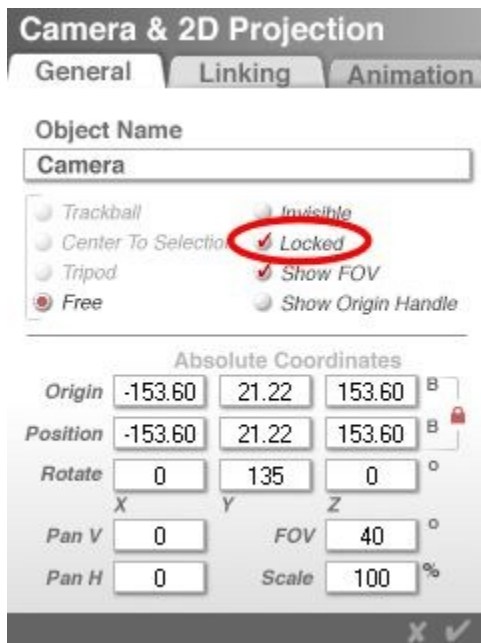 Camera & 2D Projection
General Linking Animation
Object Name
Camera
Trackball Invisible
Center To Selection Locked
Tripod Show FOV
Free Show Origin Handle
Absolute Coordinates
Origin -153.60 21.22 153.60 B
Position -153.60 21.22 153.60 B
Rotate 0 135 0 °
X Y Z
Pan V 0 FOV 40 °
Pan H 0 Scale 100 %